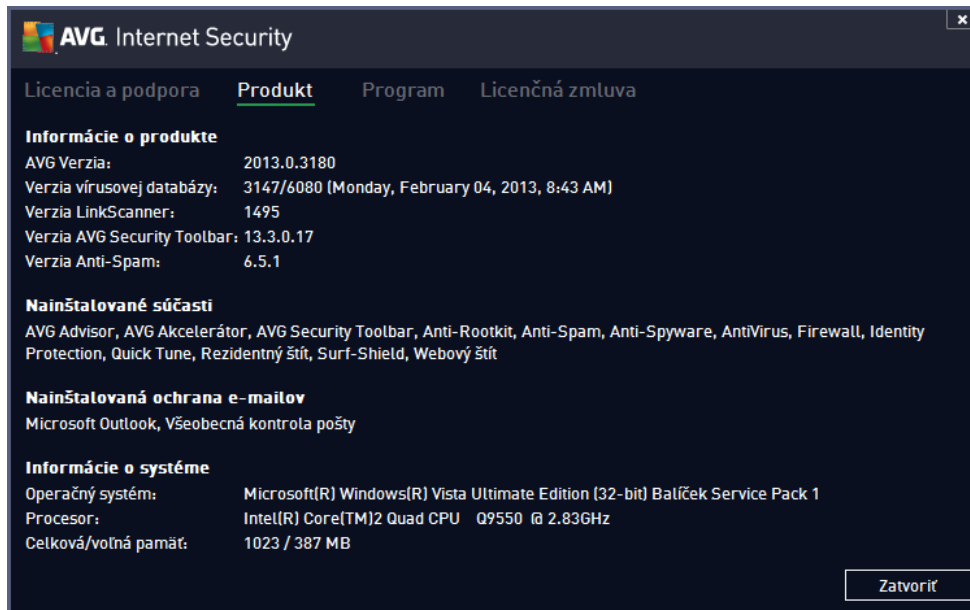 AVG. Internet Security
Licencia a podpora Produkt Program Licenčná zmluva
Informácie o produkte
AVG Verzia: 2013.0.3180
Verzia vírusovej databázy: 3147/6080 (Monday, February 04, 2013, 8:43 AM)
Verzia LinkScanner: 1495
Verzia AVG Security Toolbar: 13.3.0.17
Verzia Anti-Spam: 6.5.1
Nainštalované súčasti
AVG Advisor, AVG Akcelerátor, AVG Security Toolbar, Anti-Rootkit, Anti-Spam, Anti-Spyware, AntiVirus, Firewall, Identity
Protection, Quick Tune, Rezidentný štít, Surf-Shield, Webový štít
Nainštalovaná ochrana e-mailov
Microsoft Outlook, Všeobecná kontrola pošty
Informácie o systéme
Operačný systém: Microsoft(R) Windows(R) Vista Ultimate Edition (32-bit) Balíček Service Pack 1
Procesor: Intel(R) Core(TM)2 Quad CPU Q9550 @ 2.83GHz
Celková/voľná pamäť: 1023 / 387 MB
Zatvoriť